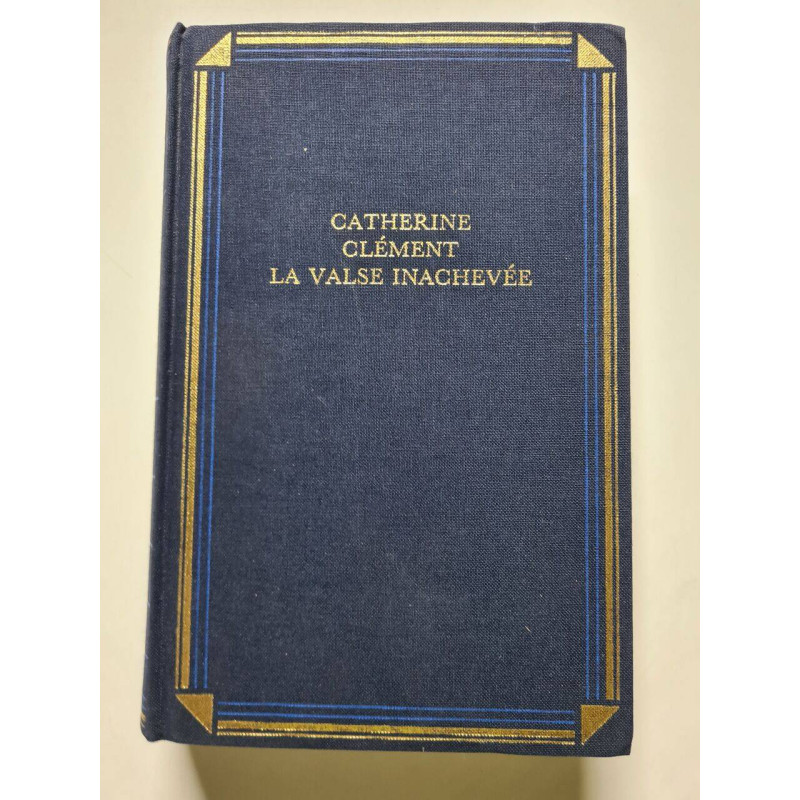 CATHERINE
CLÉMENT
LA VALSE INACHEVÉE